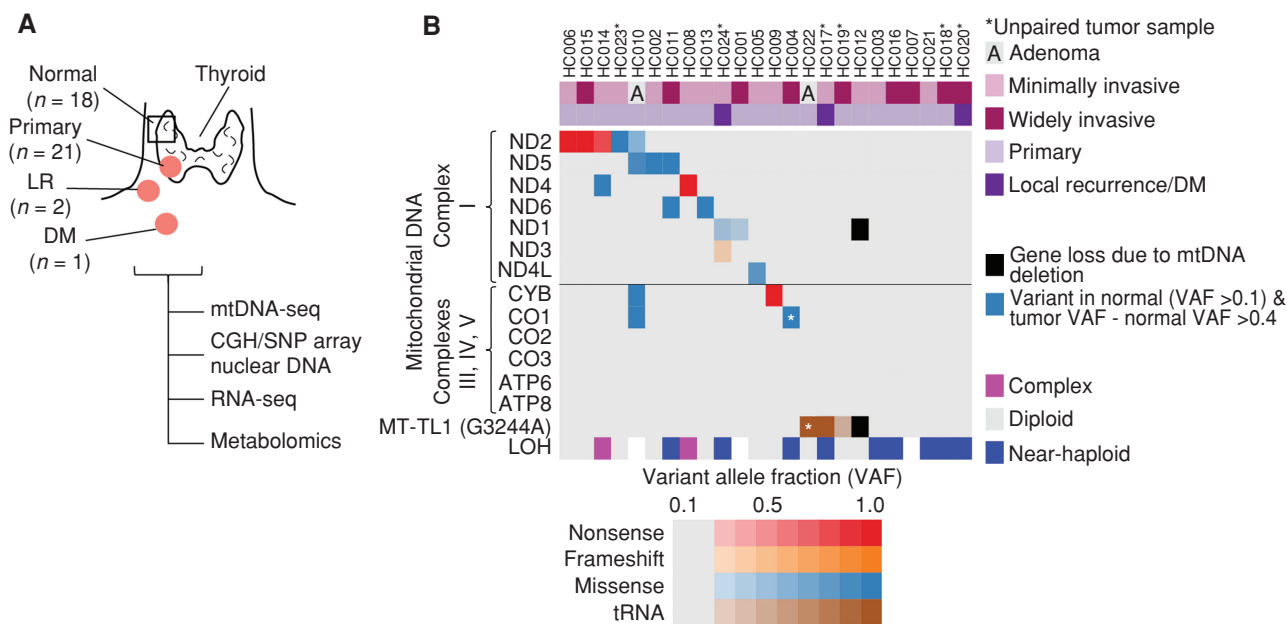 A
Normal
(n = 18)
Thyroid
Primary
(n = 21)
LR
(n = 2)
DM
(n = 1)
mtDNA-seq
CGH/SNP array
nuclear DNA
RNA-seq
Metabolomics
B
HC006
HC015
HC014
HC023*
HC010
HC002
HC011
HC008
HC013
HC024*
HC001
HC005
HC009
HC004
HC022
HC017*
HC019*
HC012
HC003
HC016
HC007
HC021
HC018*
HC020*
A
A
*Unpaired tumor sample
A Adenoma
Minimally invasive
Widely invasive
Primary
Local recurrence/DM
Gene loss due to mtDNA
deletion
Variant in normal (VAF >0.1) &
tumor VAF - normal VAF >0.4
Complex
Diploid
Near-haploid
Mitochondrial DNA
Complex
I
Complexes
III, IV, V
ND2
ND5
ND4
ND6
ND1
ND3
ND4L
CYB
CO1
*
CO2
CO3
ATP6
ATP8
MT-TL1 (G3244A)
*
LOH
Variant allele fraction (VAF)
0.1 0.5 1.0
Nonsense
Frameshift
Missense
tRNA